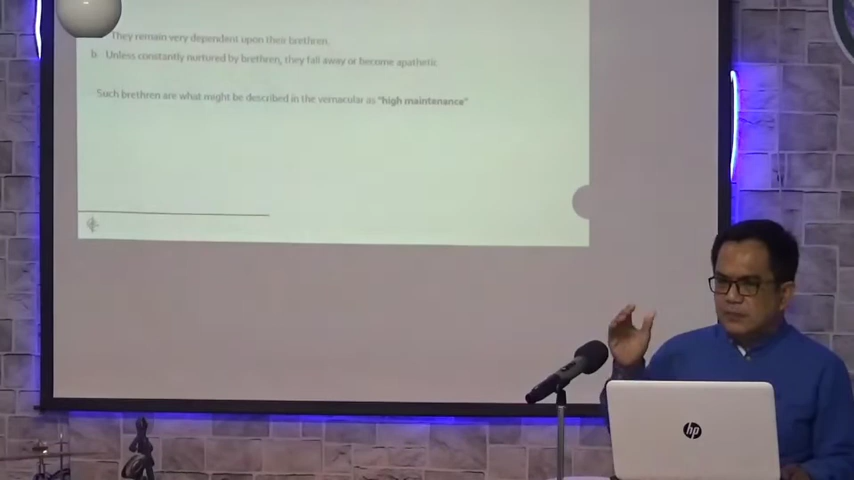 They remain very dependent upon their brethren.
b. Unless constantly nurtured by brethren, they fall away or become apathetic.
Such brethren are what might be described in the vernacular as "high maintenance"
hp